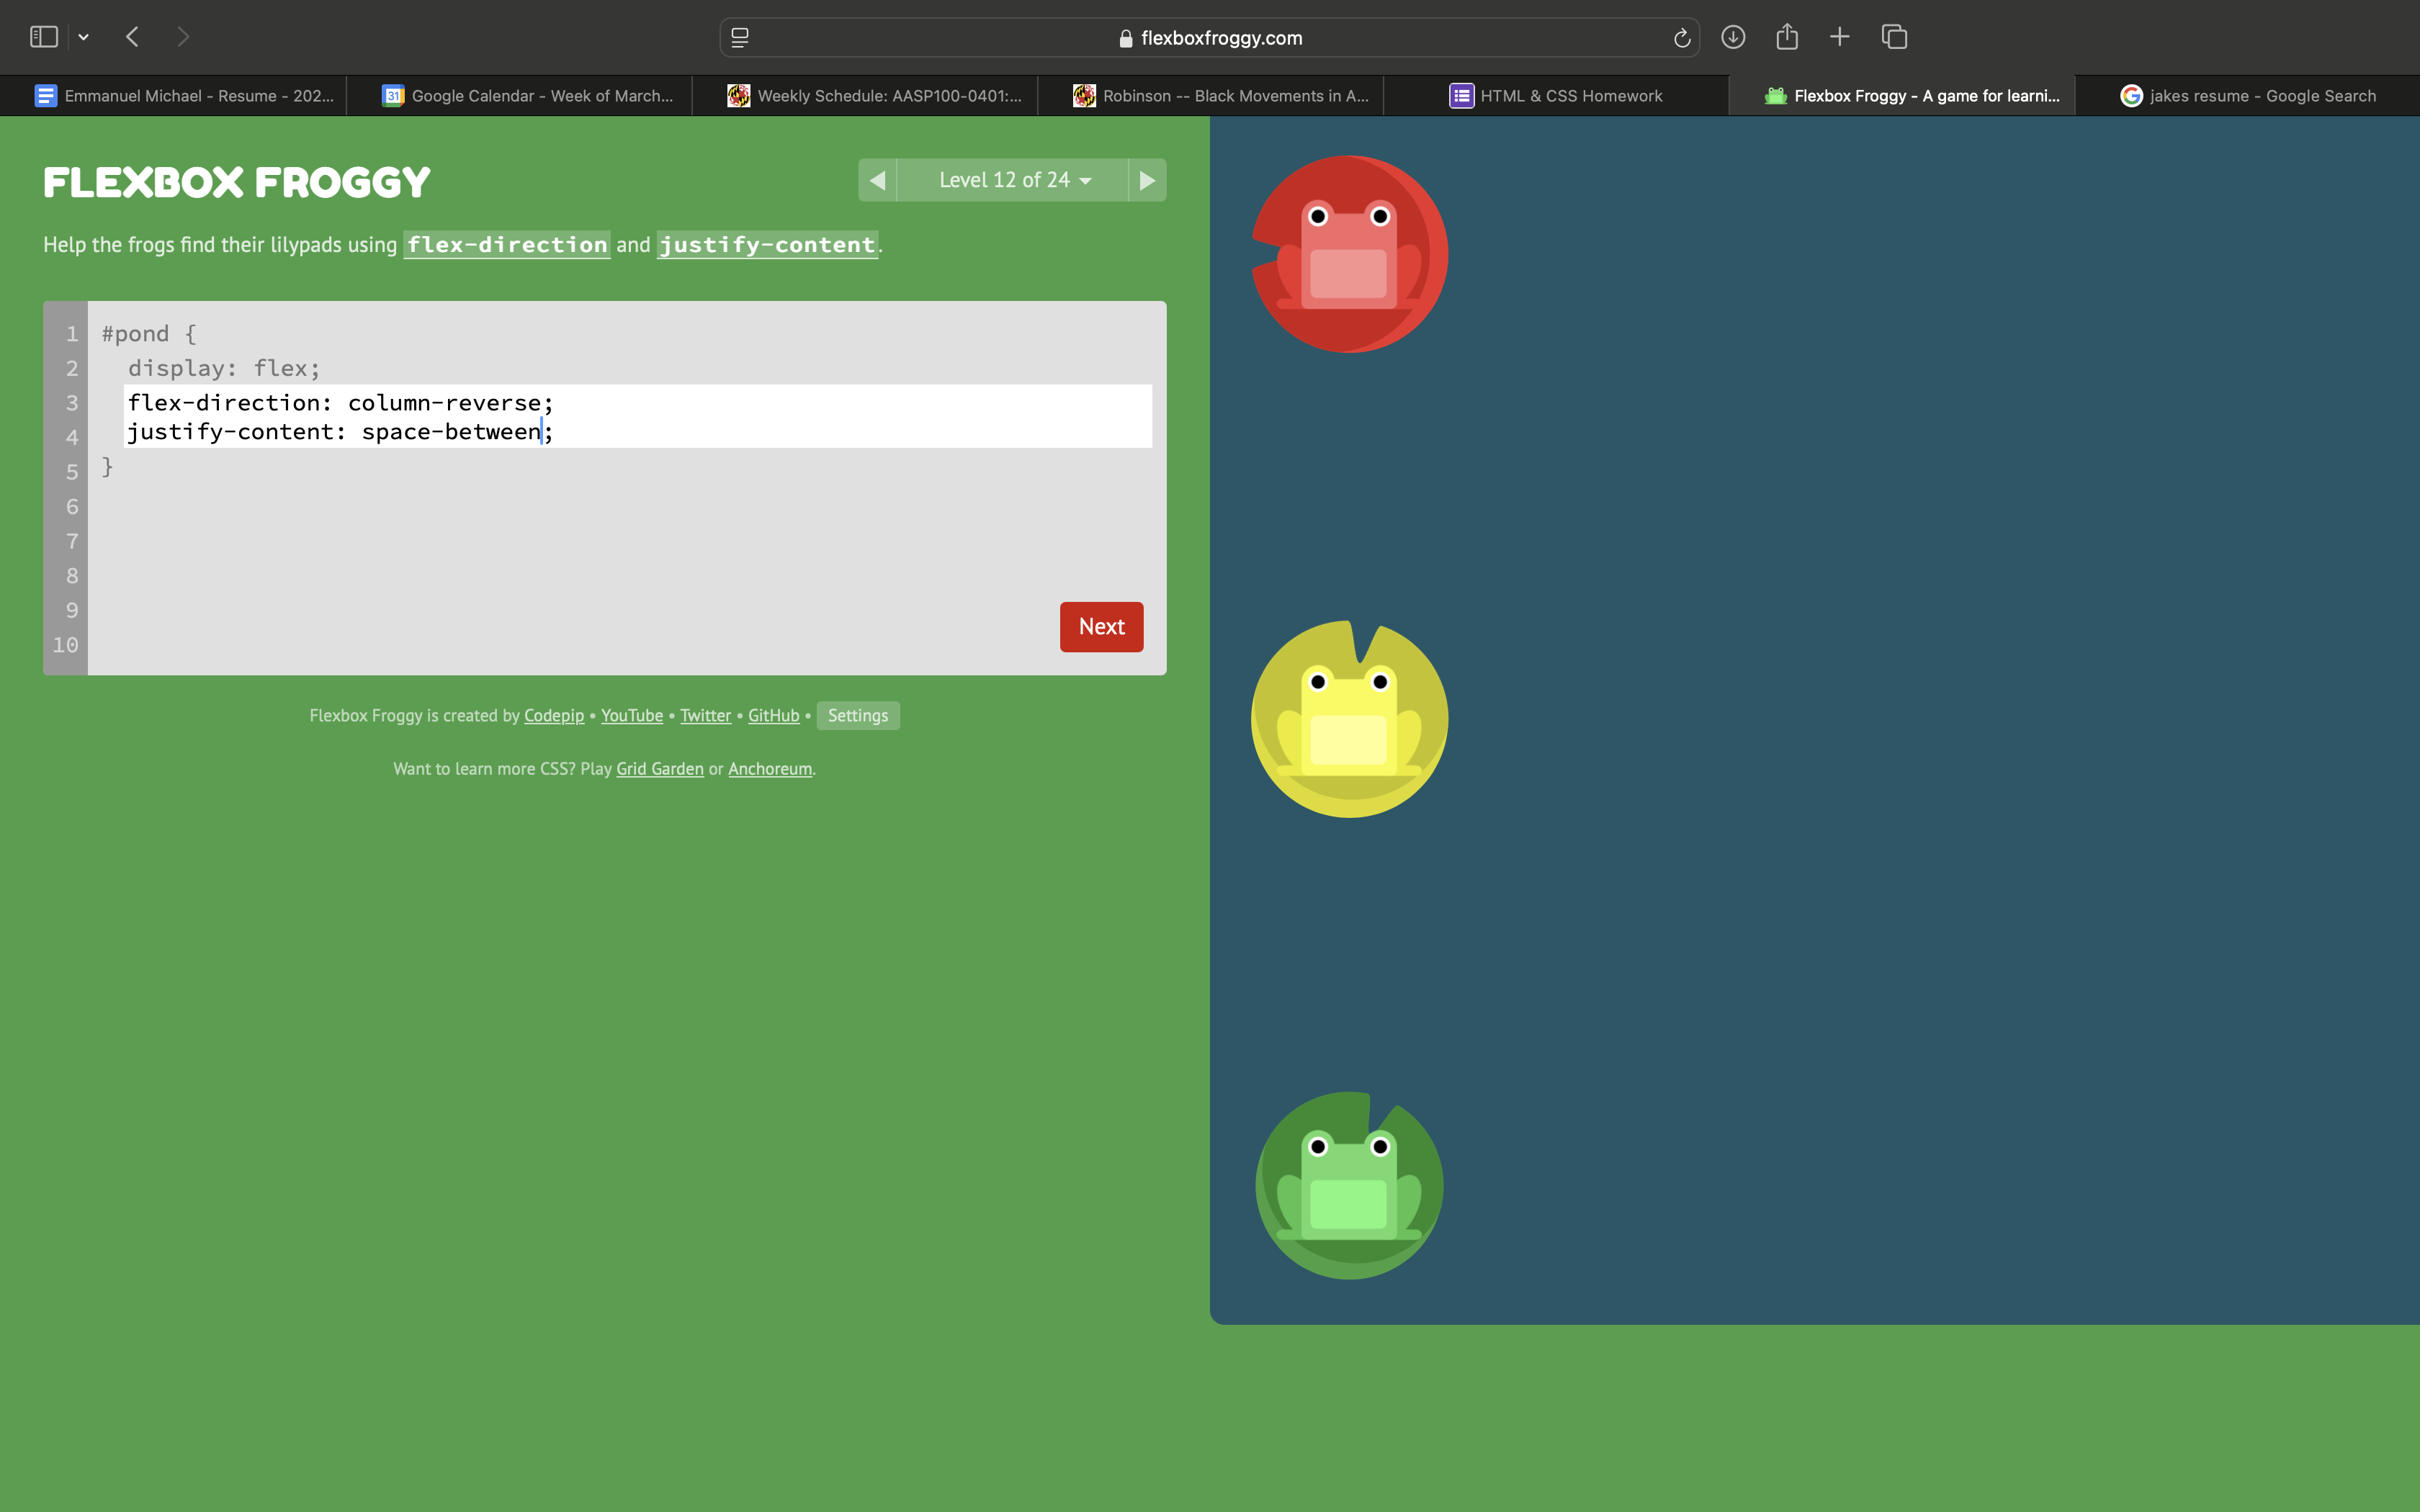 flexboxfroggy.com
Emmanuel Michael - Resume - 202...
31
Google Calendar - Week of March...
Weekly Schedule: AASP100-0401:...
Robinson -- Black Movements in A...
HTML & CSS Homework
Flexbox Froggy - A game for learni...
jakes resume - Google Search
FLEXBOX FROGGY
Level 12 of 24
Help the frogs find their lilypads using flex-direction and justify-content.
1 #pond {
2 display: flex;
3 flex-direction: column-reverse;
4 justify-content: space-between;
5 }
6
7
8
9
10
Next
Flexbox Froggy is created by Codepip • YouTube • Twitter • GitHub • Settings
Want to learn more CSS? Play Grid Garden or Anchoreum.